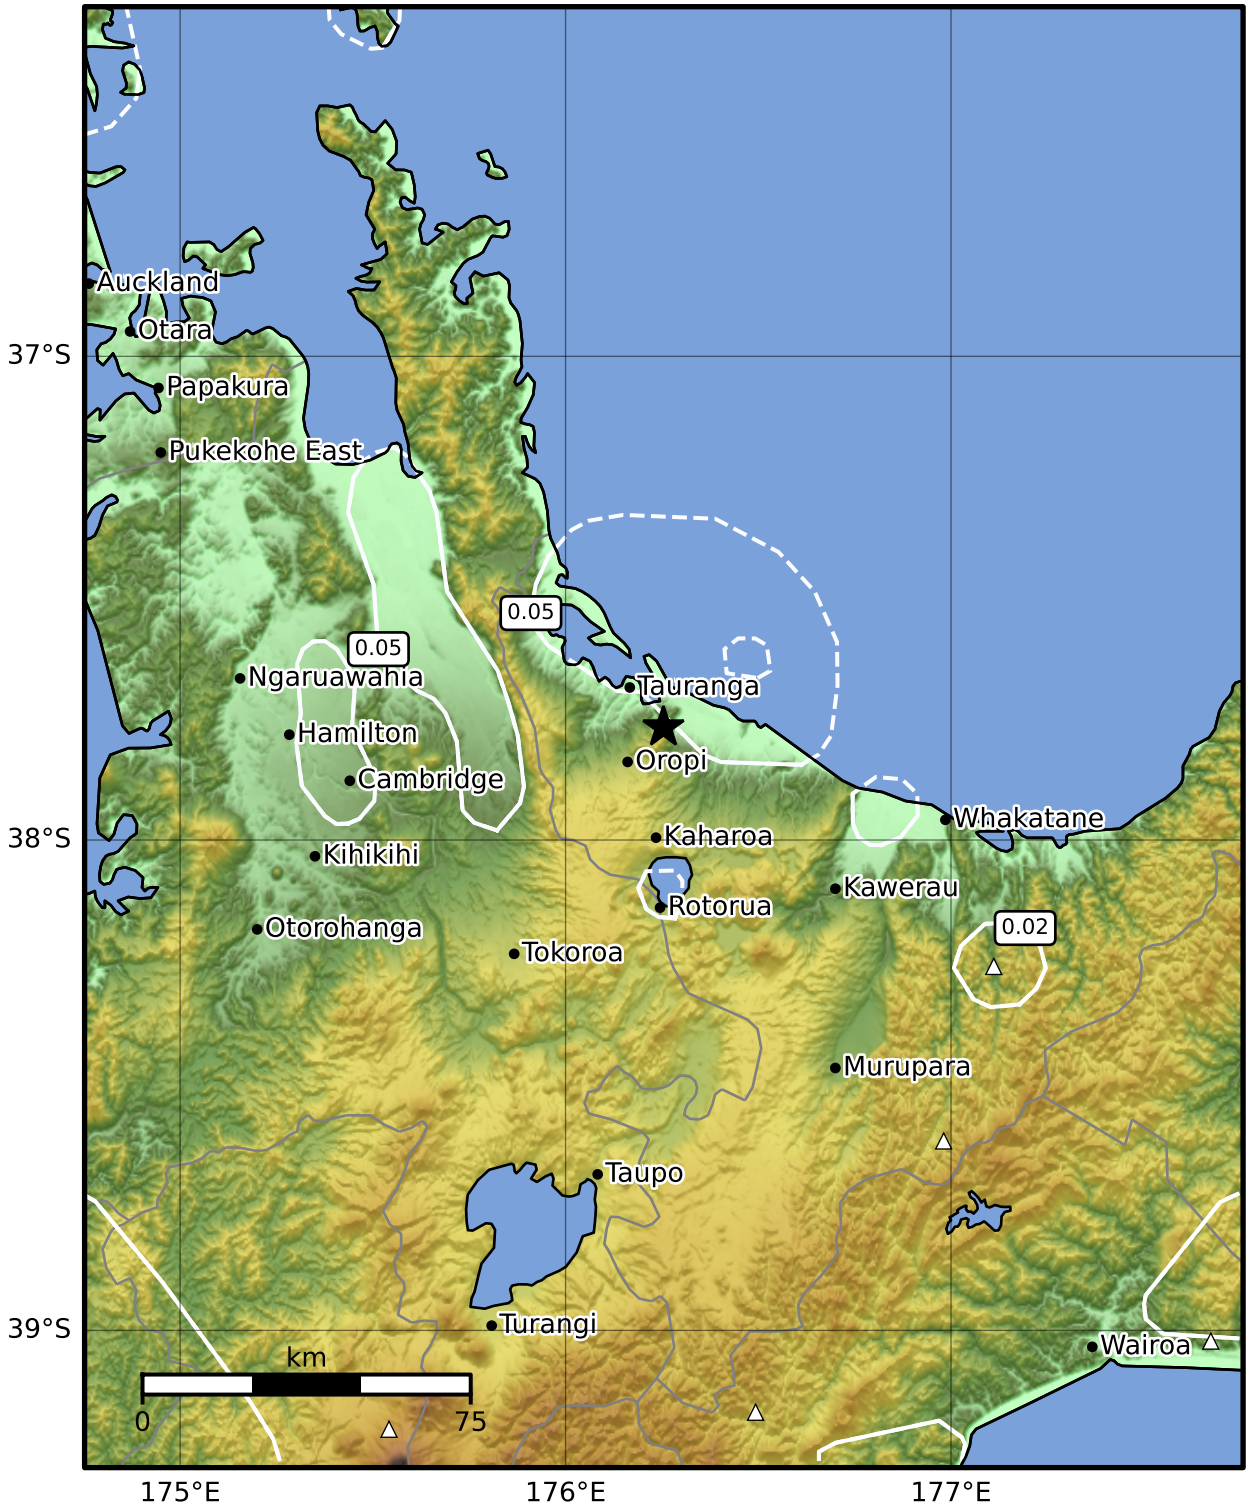 Auckland
Otara
37°S
Papakura
Pukekohe East
0.05
0.05
Ngaruawahia
Tauranga
Hamilton
Oropi
Cambridge
Whakatane
Kaharoa
38°S
Kihikihi
Kawerau
Rotorua
Otorohanga
0.02
Tokoroa
Murupara
Taupo
Turangi
39°S
Wairoa
km
0
75
175°E
176°E
177°E